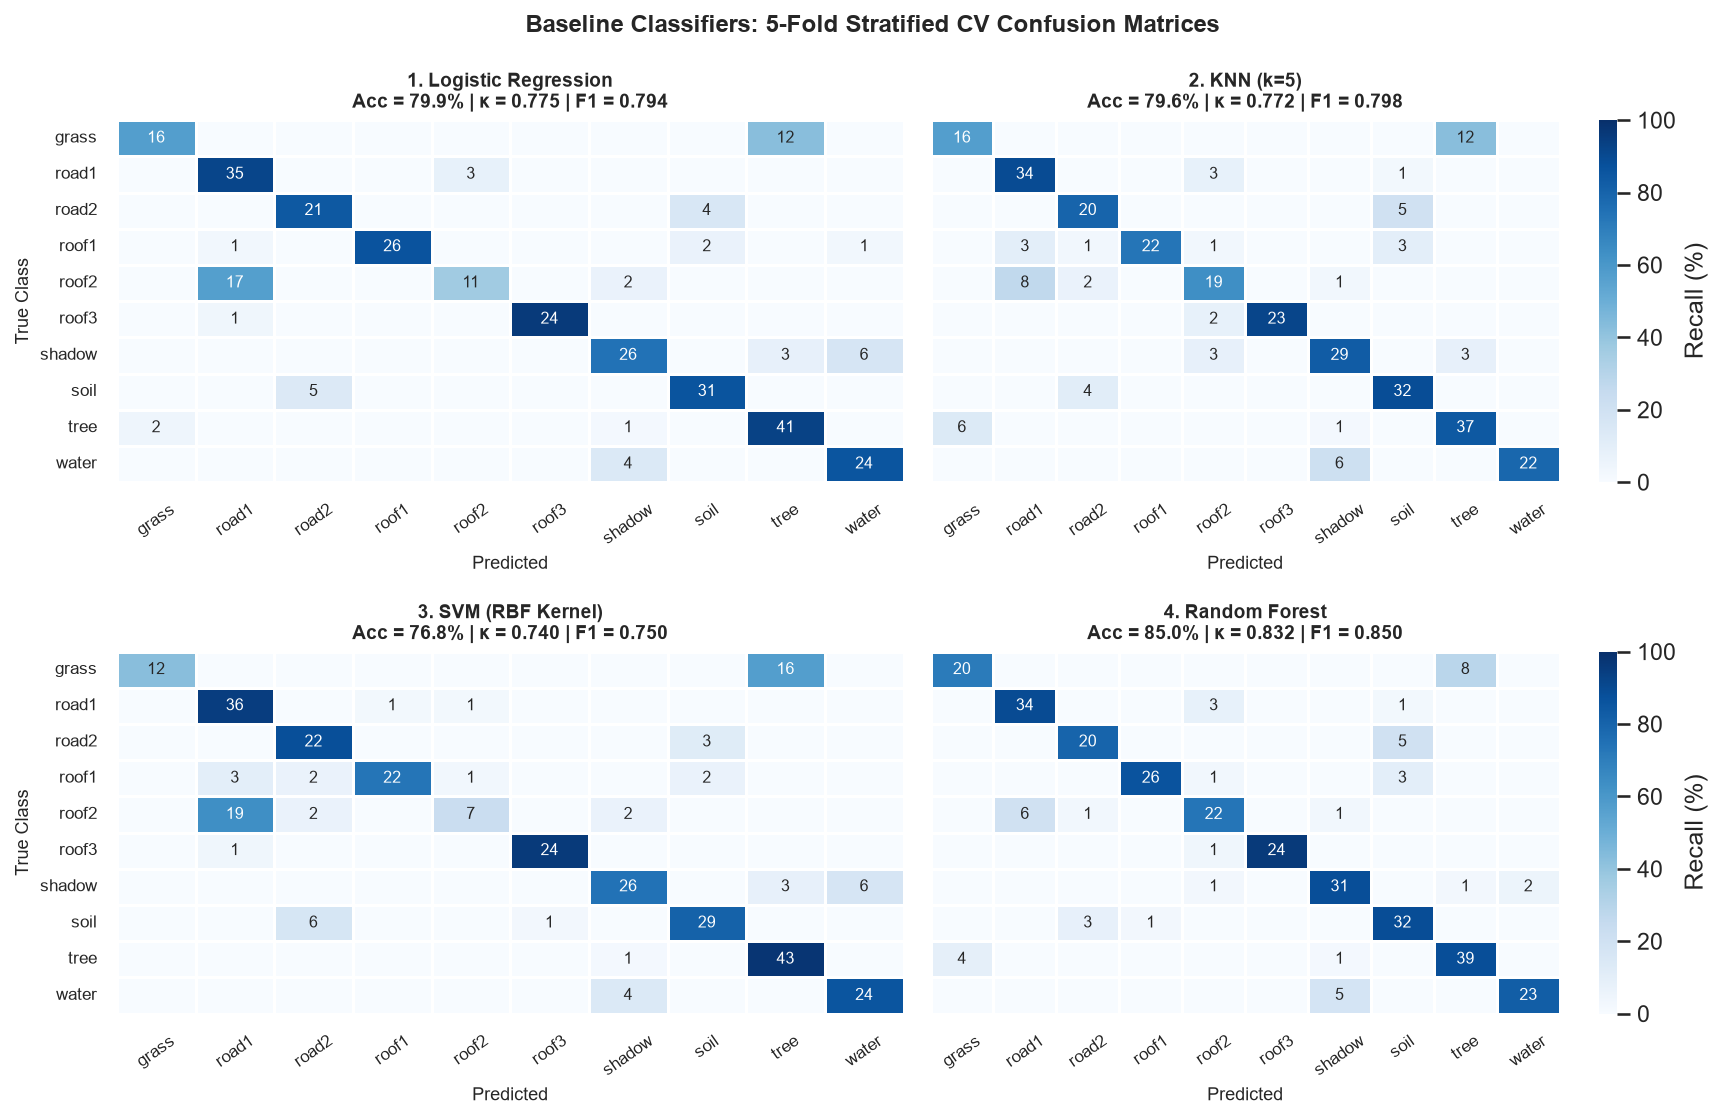 Baseline Classifiers: 5-Fold Stratified CV Confusion Matrices
1. Logistic Regression
Acc = 79.9% | κ = 0.775 | F1 = 0.794
True Class
grass 16 12
road1 35 3
road2 21 4
roof1 1 26 2 1
roof2 17 11 2
roof3 1 24
shadow 26 3 6
soil 5 31
tree 2 1 41
water 4 24
grass road1 road2 roof1 roof2 roof3 shadow soil tree water
Predicted
2. KNN (k=5)
Acc = 79.6% | κ = 0.772 | F1 = 0.798
16 12
34 3 1
20 5
3 1 22 1 3
8 2 19 1
2 23
3 29 3
4 32
6 1 37
6 22
grass road1 road2 roof1 roof2 roof3 shadow soil tree water
Predicted
100
80
60
40
20
0
Recall (%)
3. SVM (RBF Kernel)
Acc = 76.8% | κ = 0.740 | F1 = 0.750
True Class
grass 12 16
road1 36 1 1
road2 22 3
roof1 3 2 22 1 2
roof2 19 2 7 2
roof3 1 24
shadow 26 3 6
soil 6 1 29
tree 1 43
water 4 24
grass road1 road2 roof1 roof2 roof3 shadow soil tree water
Predicted
4. Random Forest
Acc = 85.0% | κ = 0.832 | F1 = 0.850
20 8
34 3 1
20 5
26 1 3
6 1 22 1
1 24
1 31 1 2
3 1 32
4 1 39
5 23
grass road1 road2 roof1 roof2 roof3 shadow soil tree water
Predicted
100
80
60
40
20
0
Recall (%)